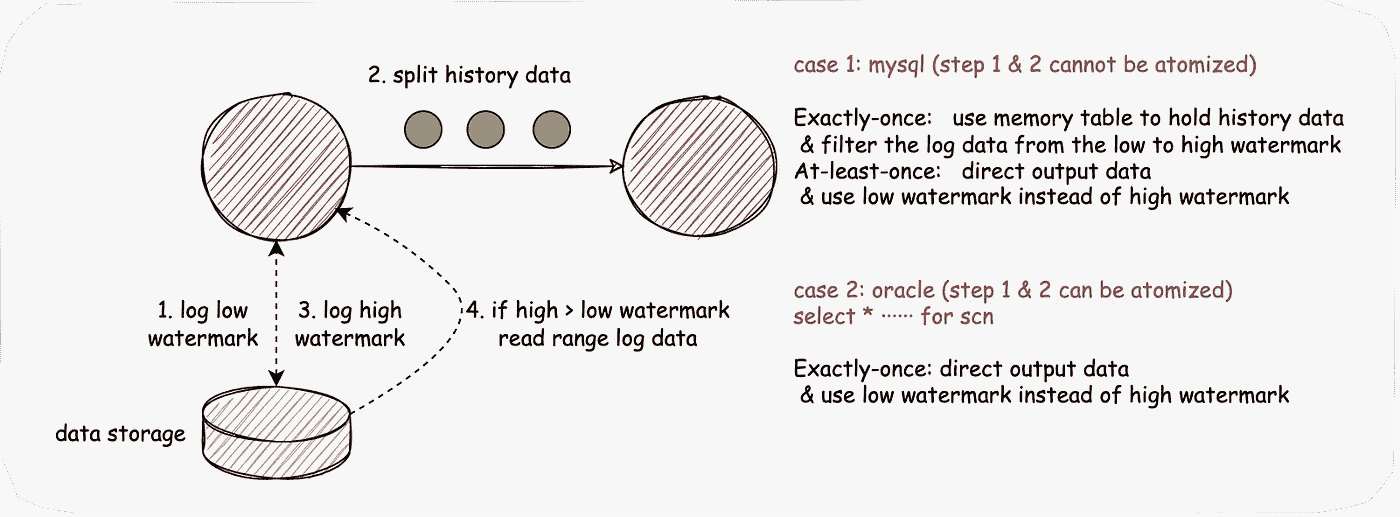 2. split history data
1. log low
watermark
3. log high
watermark
4. if high > low watermark
read range log data
data storage
case 1: mysql (step 1 & 2 cannot be atomized)
Exactly-once: use memory table to hold history data
& filter the log data from the low to high watermark
At-least-once: direct output data
& use low watermark instead of high watermark
case 2: oracle (step 1 & 2 can be atomized)
select * ······ for scn
Exactly-once: direct output data
& use low watermark instead of high watermark